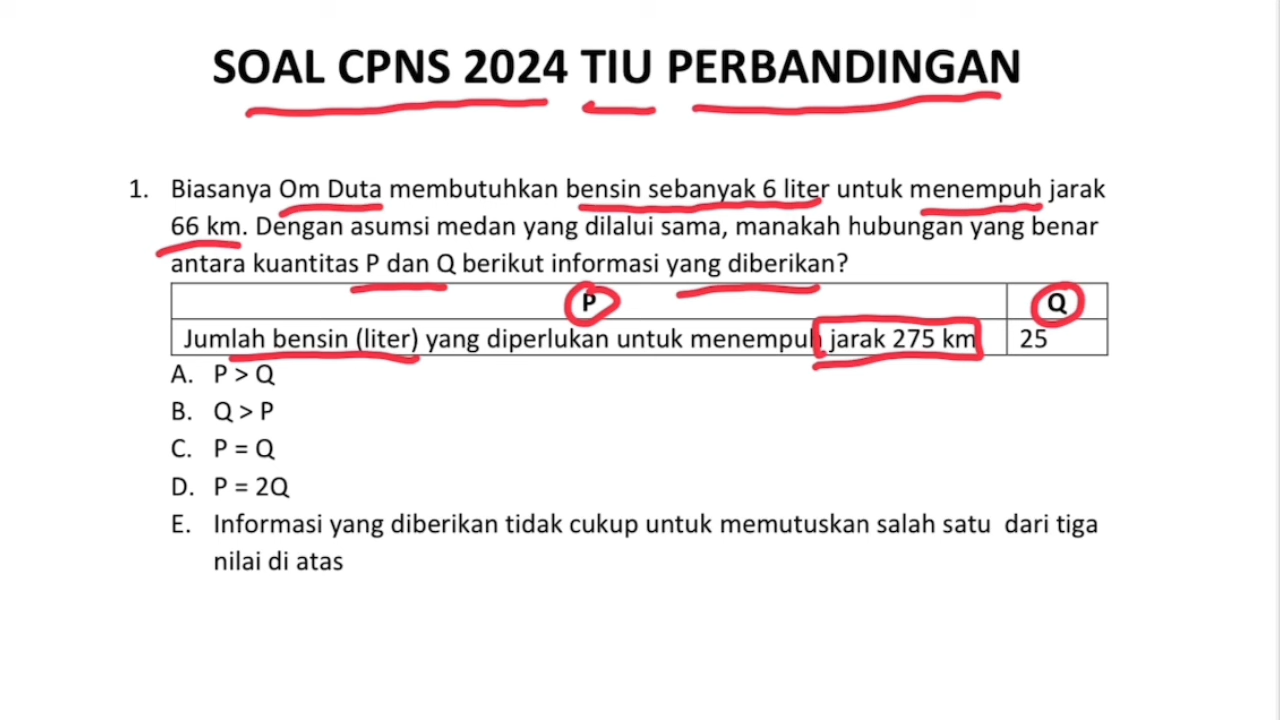 SOAL CPNS 2024 TIU PERBANDINGAN
1. Biasanya Om Duta membutuhkan bensin sebanyak 6 liter untuk menempuh jarak
66 km. Dengan asumsi medan yang dilalui sama, manakah hubungan yang benar
antara kuantitas P dan Q berikut informasi yang diberikan?
P Q
Jumlah bensin (liter) yang diperlukan untuk menempuh jarak 275 km 25
A. P > Q
B. Q > P
C. P = Q
D. P = 2Q
E. Informasi yang diberikan tidak cukup untuk memutuskan salah satu dari tiga
nilai di atas